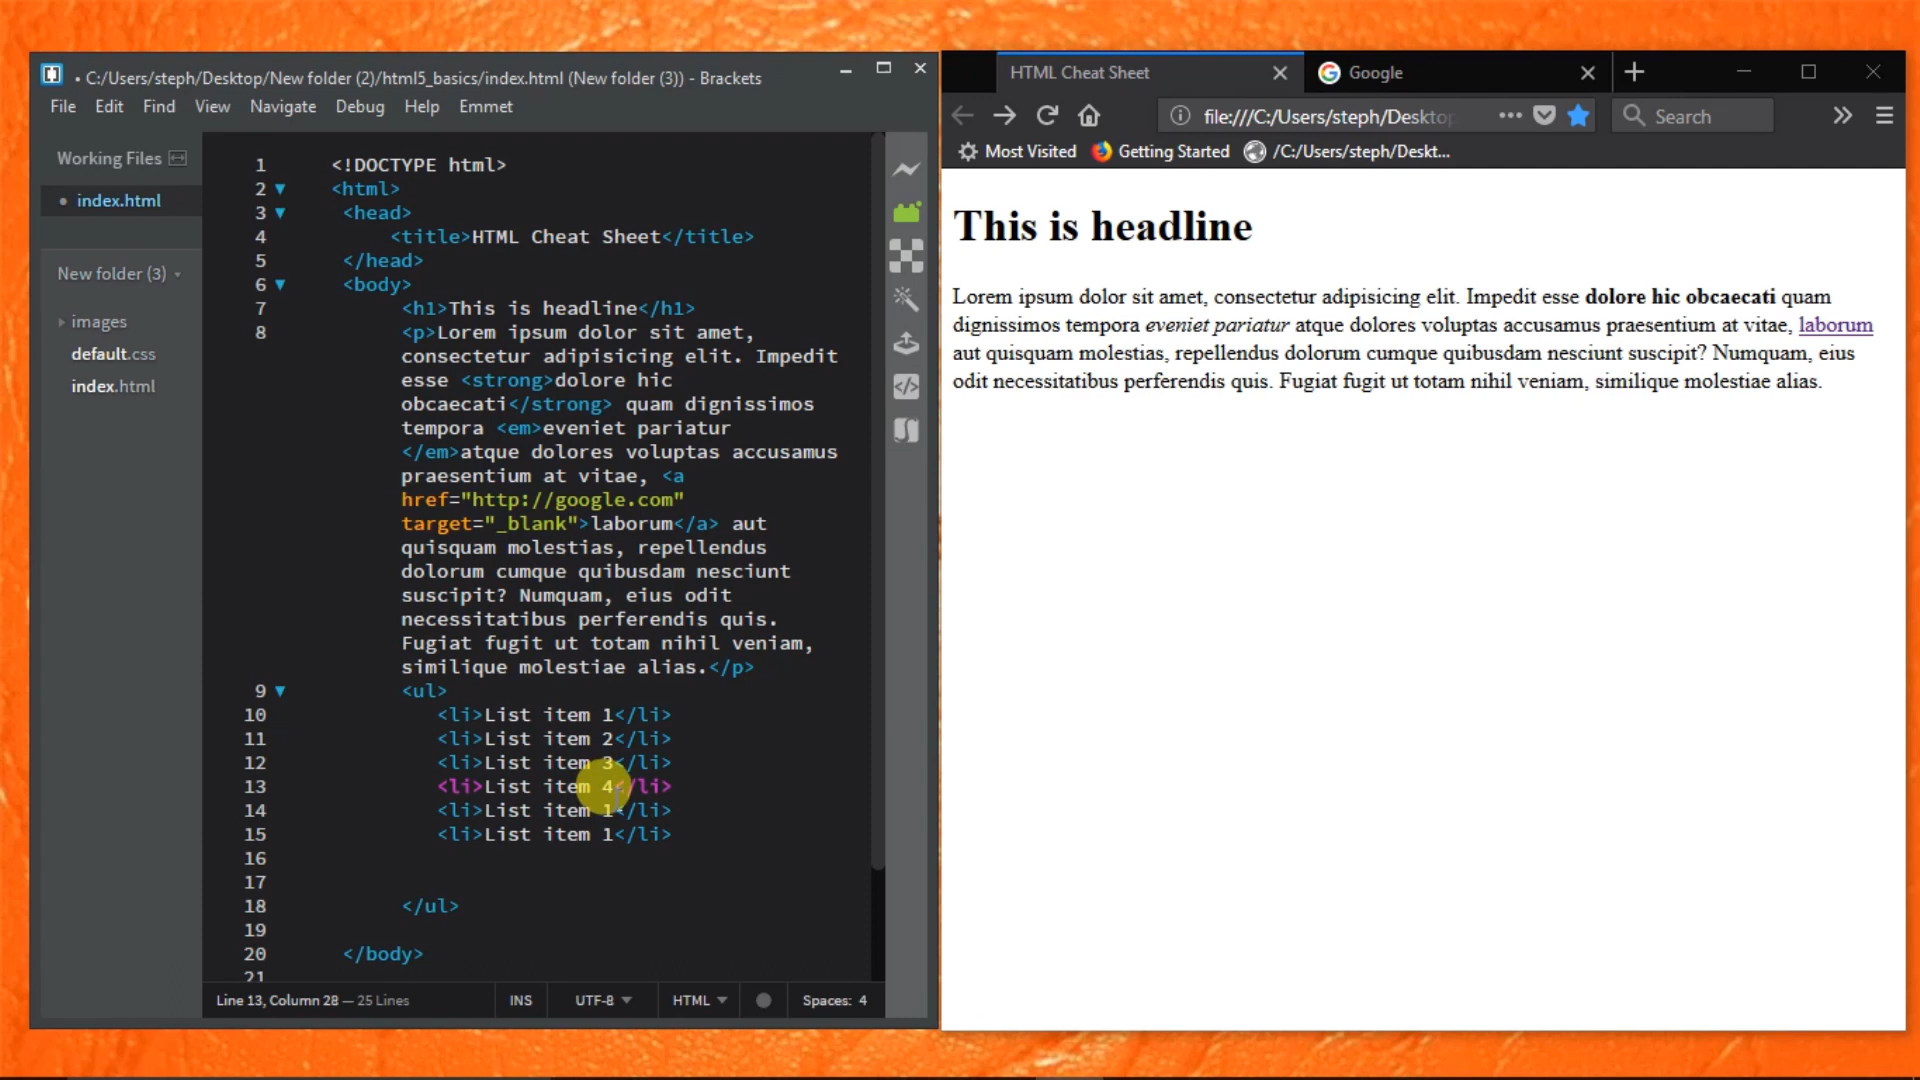 • C:/Users/steph/Desktop/New folder (2)/html5_basics/index.html (New folder (3)) - Brackets
File Edit Find View Navigate Debug Help Emmet
Working Files
• index.html
New folder (3)
images
default.css
index.html
1 <!DOCTYPE html>
2 <html>
3 <head>
4 <title>HTML Cheat Sheet</title>
5 </head>
6 <body>
7 <h1>This is headline</h1>
8 <p>Lorem ipsum dolor sit amet,
consectetur adipisicing elit. Impedit
esse <strong>dolore hic
obcaecati</strong> quam dignissimos
tempora <em>eveniet pariatur
</em>atque dolores voluptas accusamus
praesentium at vitae, <a
href="http://google.com"
target="_blank">laborum</a> aut
quisquam molestias, repellendus
dolorum cumque quibusdam nesciunt
suscipit? Numquam, eius odit
necessitatibus perferendis quis.
Fugiat fugit ut totam nihil veniam,
similique molestiae alias.</p>
9 <ul>
10 <li>List item 1</li>
11 <li>List item 2</li>
12 <li>List item 3</li>
13 <li>List item 4</li>
14 <li>List item 1</li>
15 <li>List item 1</li>
16
17
18 </ul>
19
20 </body>
21
Line 13, Column 28 — 25 Lines INS UTF-8 HTML Spaces: 4
HTML Cheat Sheet Google
file:///C:/Users/steph/Desktop Search
Most Visited Getting Started /C:/Users/steph/Deskt...
This is headline
Lorem ipsum dolor sit amet, consectetur adipisicing elit. Impedit esse dolore hic obcaecati quam
dignissimos tempora eveniet pariatur atque dolores voluptas accusamus praesentium at vitae, laborum
aut quisquam molestias, repellendus dolorum cumque quibusdam nesciunt suscipit? Numquam, eius
odit necessitatibus perferendis quis. Fugiat fugit ut totam nihil veniam, similique molestiae alias.